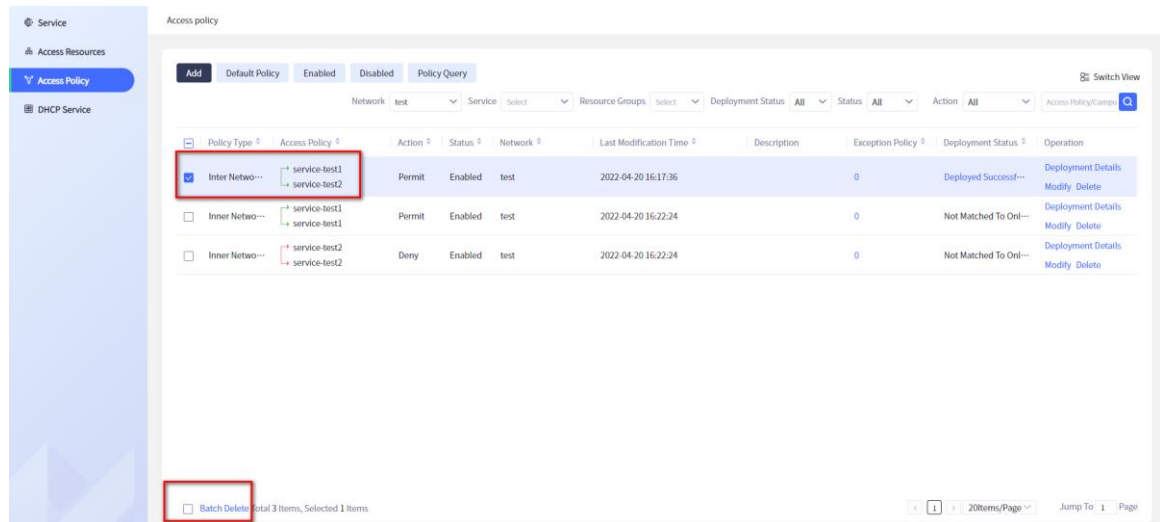 Service
Access Resources
Access Policy
DHCP Service
Access policy
Add Default Policy Enabled Disabled Policy Query
Switch View
Network test Service Select Resource Groups Select Deployment Status All Status All Action All Access Policy/Campu
Policy Type Access Policy Action Status Network Last Modification Time Description Exception Policy Deployment Status Operation
service-test1
service-test2
Inter Netwo··· Permit Enabled test 2022-04-20 16:17:36 0 Deployed Successf···
Deployment Details
Modify Delete
service-test1
service-test1
Inner Netwo··· Permit Enabled test 2022-04-20 16:22:24 0 Not Matched To Onl···
Deployment Details
Modify Delete
service-test2
service-test2
Inner Netwo··· Deny Enabled test 2022-04-20 16:22:24 0 Not Matched To Onl···
Deployment Details
Modify Delete
Batch Delete Total 3 Items, Selected 1 Items
1 20Items/Page Jump To 1 Page